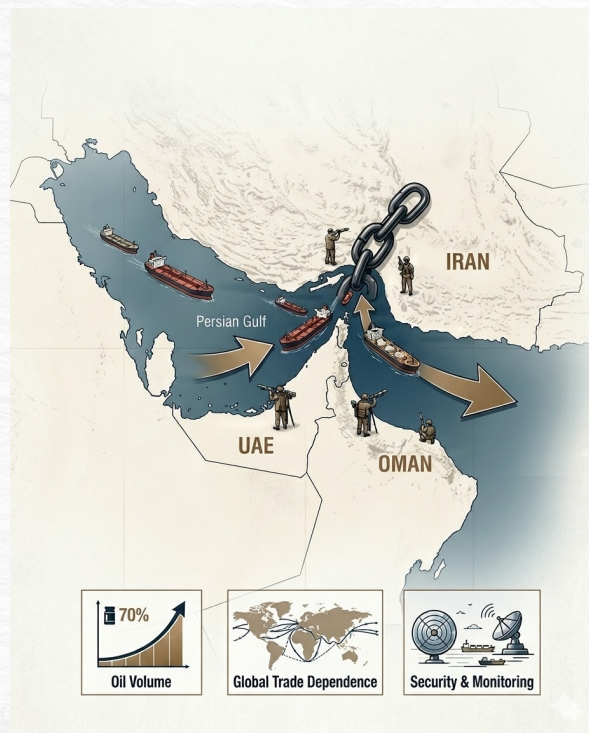 IRAN
Persian Gulf
UAE
OMAN
70%
Oil Volume
Global Trade Dependence
Security & Monitoring